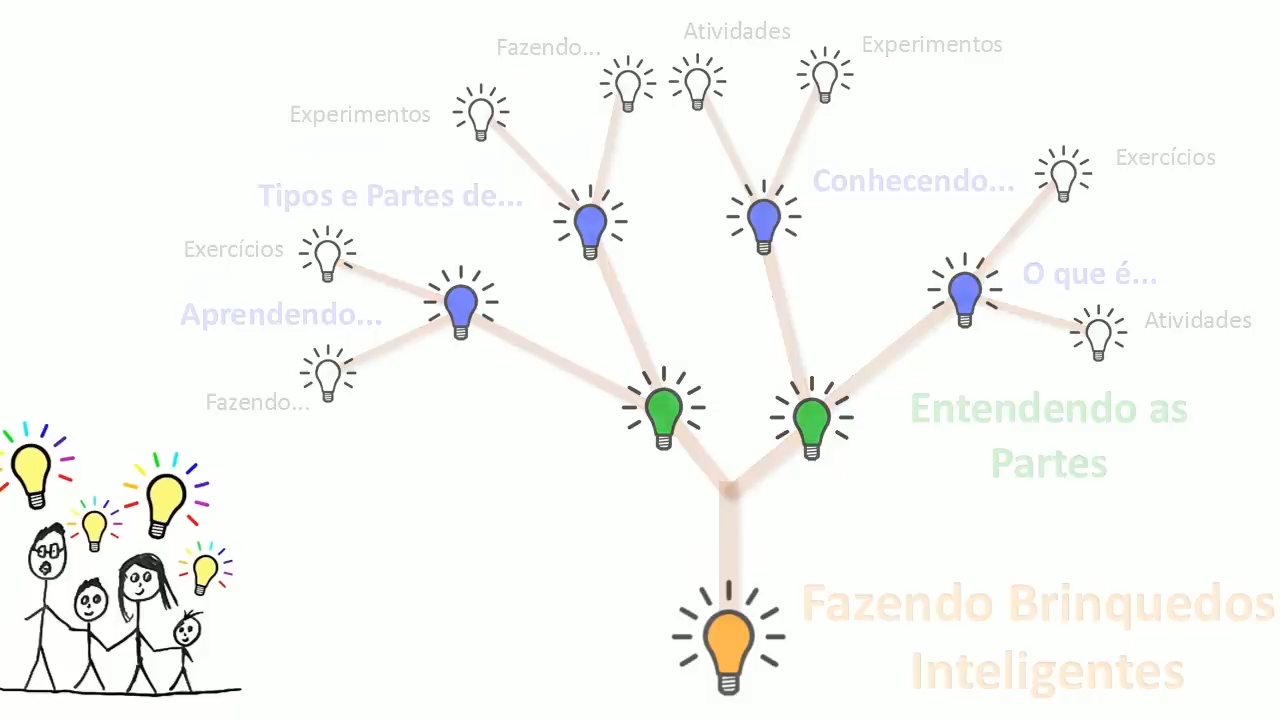 Atividades
Fazendo...
Experimentos
Experimentos
Exercícios
Conhecendo...
Tipos e Partes de...
Exercícios
O que é...
Aprendendo...
Atividades
Fazendo...
Entendendo as
Partes
Fazendo Brinquedos
Inteligentes